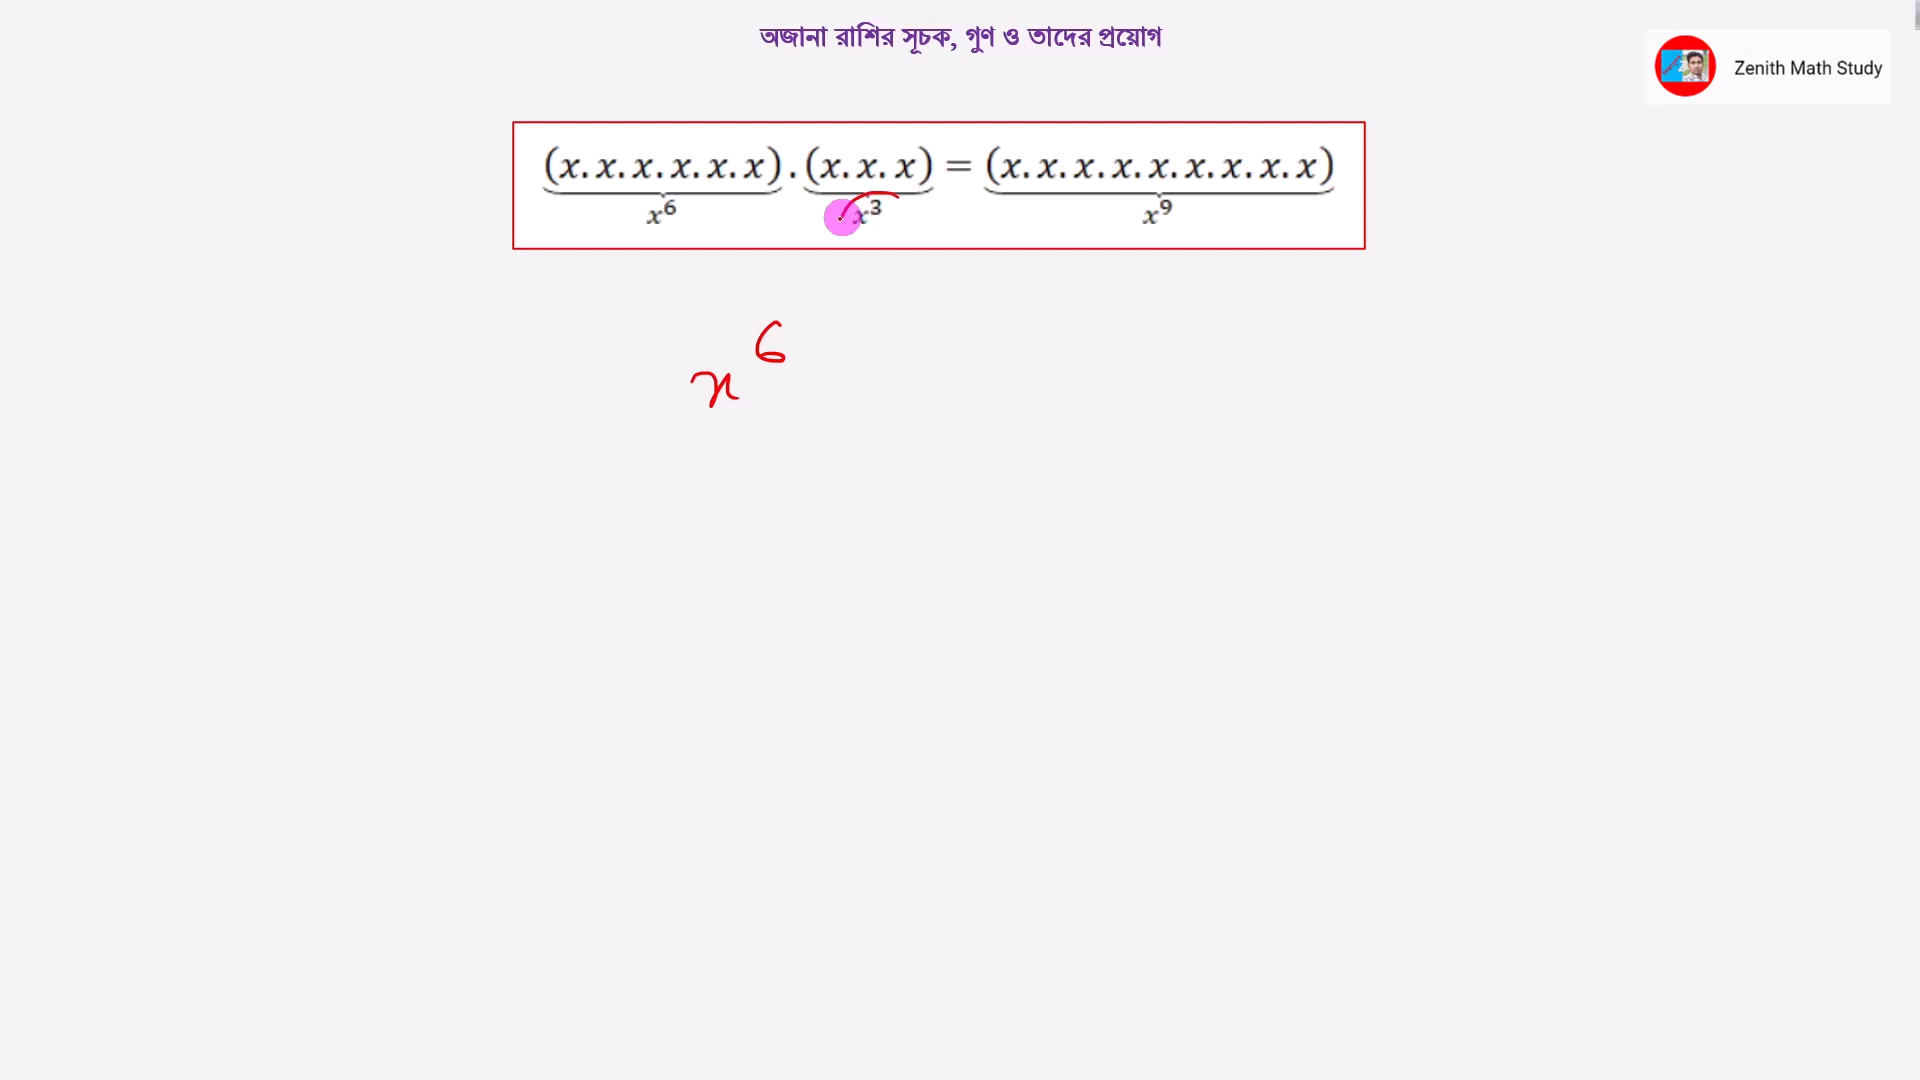 অজানা রাশির সূচক, গুণ ও তাদের প্রয়োগ
Zenith Math Study
(x.x.x.x.x.x).(x.x.x) = (x.x.x.x.x.x.x.x.x)
x⁶ x³ x⁹
x⁶